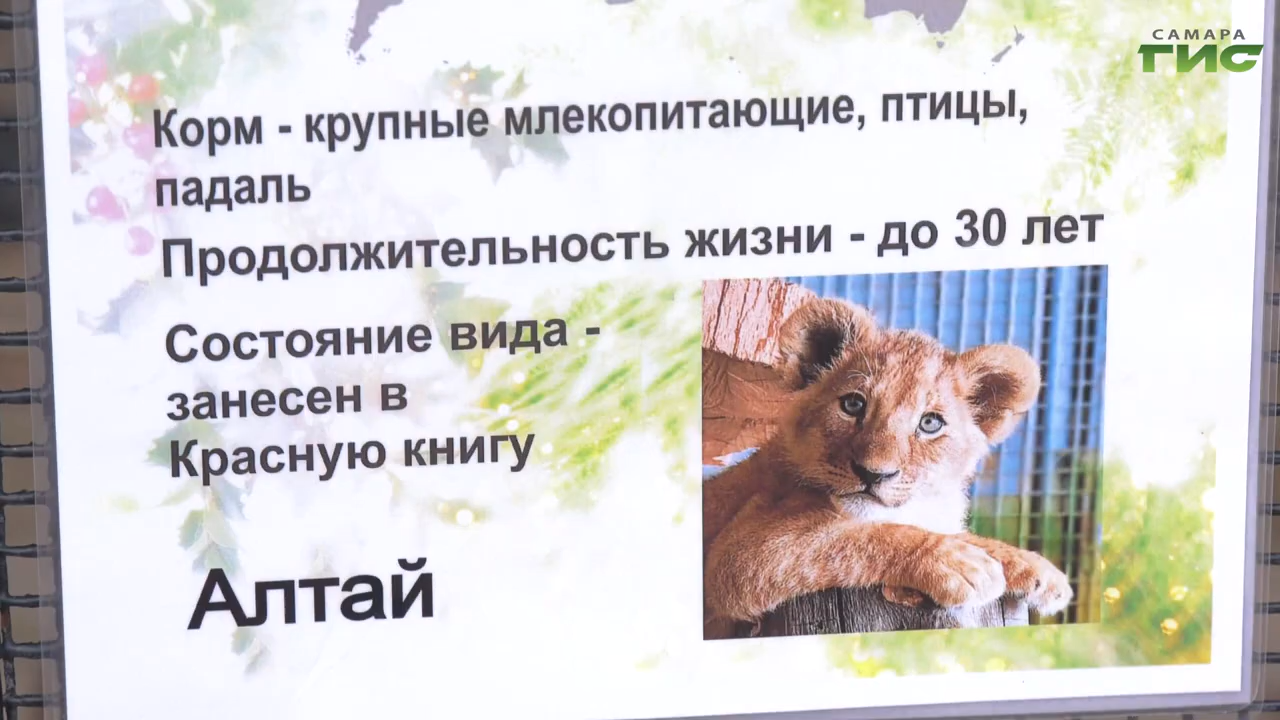 САМАРА
ГИС
Корм - крупные млекопитающие, птицы,
падаль
Продолжительность жизни - до 30 лет
Состояние вида -
занесен в
Красную книгу
Алтай